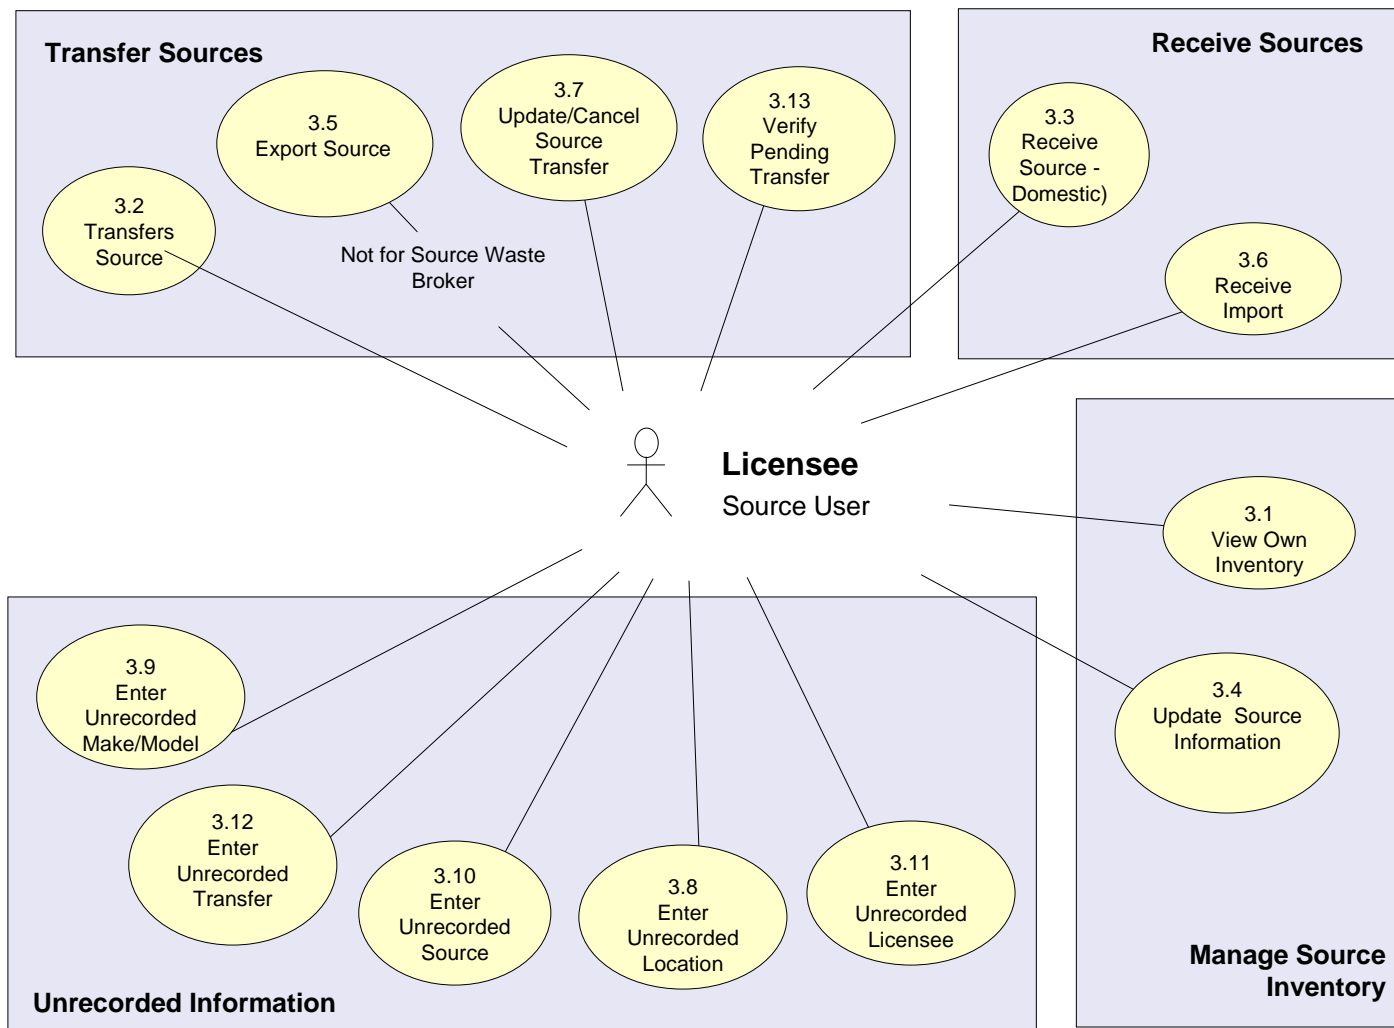 Transfer Sources
3.2
Transfers
Source
3.5
Export Source
Not for Source Waste
Broker
3.7
Update/Cancel
Source
Transfer
3.13
Verify
Pending
Transfer
Receive Sources
3.3
Receive
Source -
Domestic)
3.6
Receive
Import
Licensee
Source User
3.1
View Own
Inventory
3.4
Update  Source
Information
Manage Source
Inventory
3.9
Enter
Unrecorded
Make/Model
3.12
Enter
Unrecorded
Transfer
3.10
Enter
Unrecorded
Source
3.8
Enter
Unrecorded
Location
3.11
Enter
Unrecorded
Licensee
Unrecorded Information